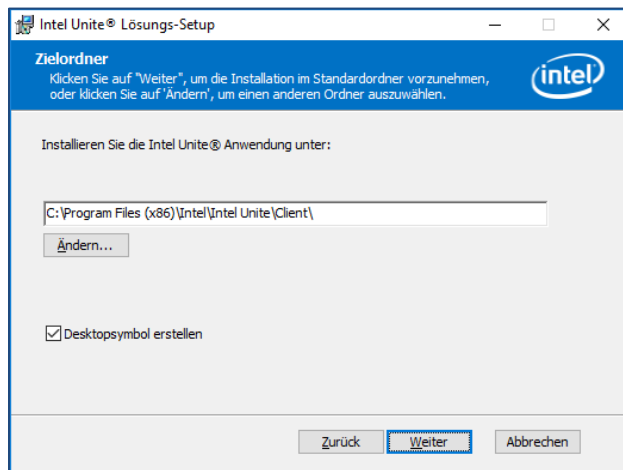 Intel Unite® Lösungs-Setup
Zielordner
Klicken Sie auf "Weiter", um die Installation im Standardordner vorzunehmen,
oder klicken Sie auf 'Ändern', um einen anderen Ordner auszuwählen.
intel
Installieren Sie die Intel Unite® Anwendung unter:
C:\Program Files (x86)\Intel\Intel Unite\Client\
Ändern...
Desktopsymbol erstellen
Zurück Weiter Abbrechen